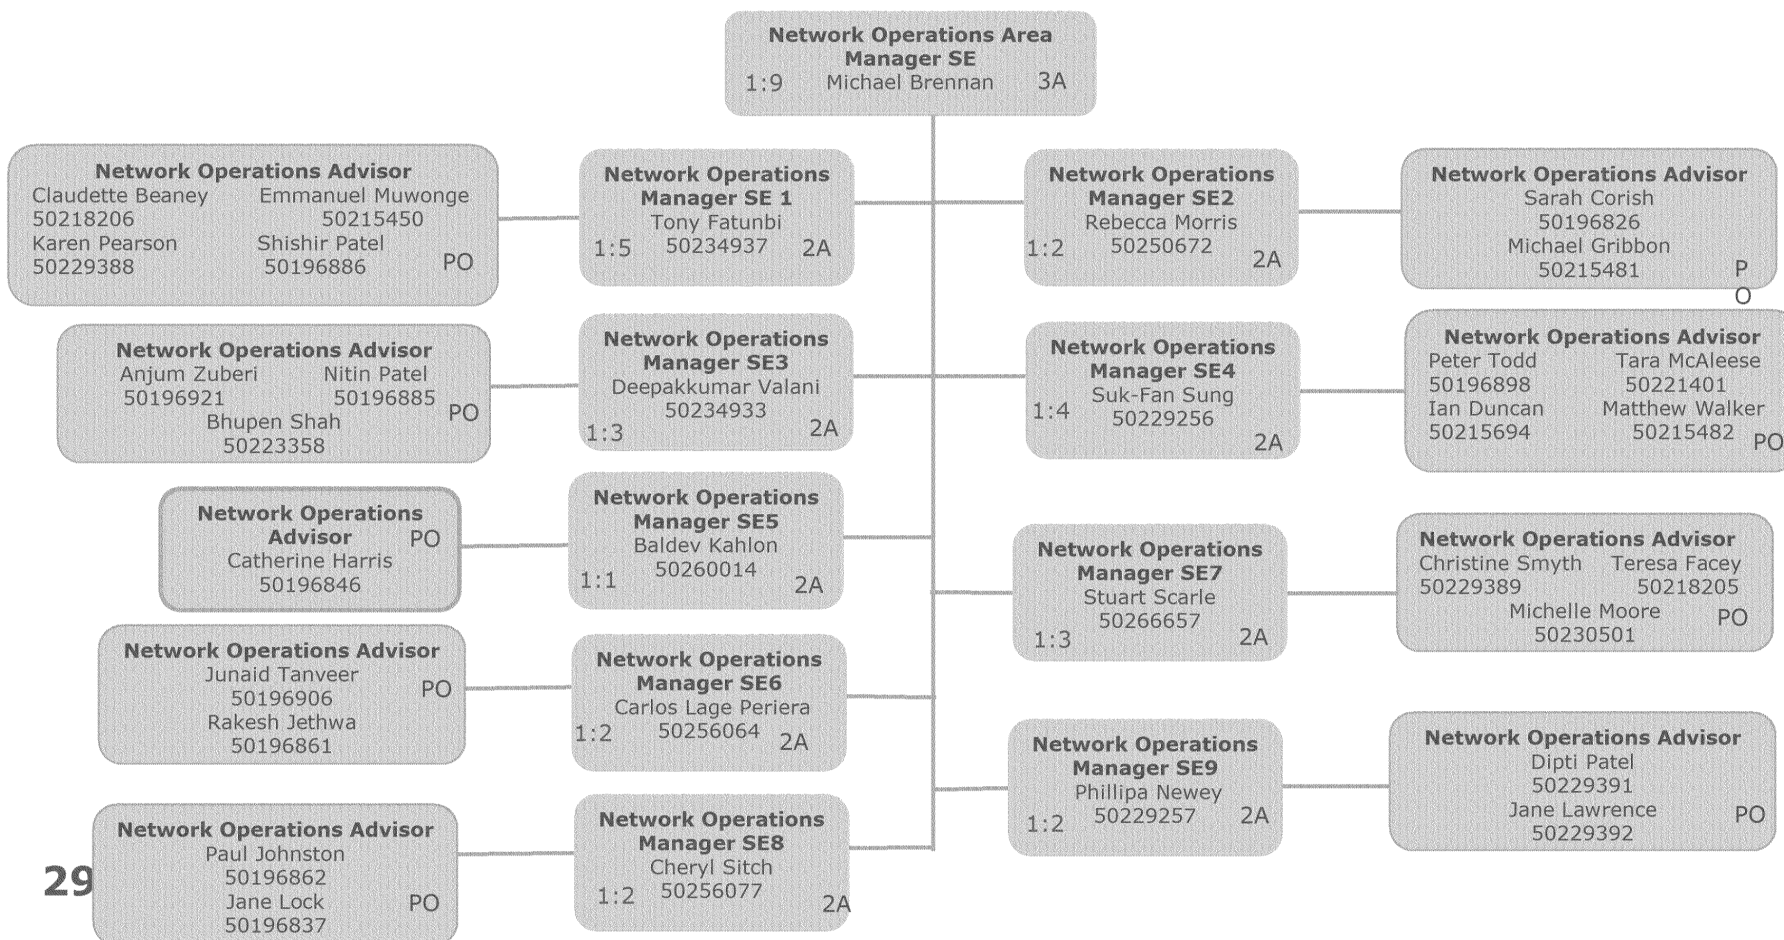 Network Operations Area
Manager SE
1:9 Michael Brennan 3A
Network Operations Advisor
Claudette Beaney Emmanuel Muwonge
50218206 50215450
Karen Pearson Shishir Patel
50229388 50196886 PO
Network Operations
Manager SE 1
Tony Fatunbi
1:5 50234937 2A
Network Operations
Manager SE2
Rebecca Morris
1:2 50250672 2A
Network Operations Advisor
Sarah Corish
50196826
Michael Gribbon
50215481 P
O
Network Operations Advisor
Anjum Zuberi Nitin Patel
50196921 50196885 PO
Bhupen Shah
50223358
Network Operations
Manager SE3
Deepakkumar Valani
50234933
1:3 2A
Network Operations
Manager SE4
Suk-Fan Sung
1:4 50229256
2A
Network Operations Advisor
Peter Todd Tara McAleese
50196898 50221401
Ian Duncan Matthew Walker
50215694 50215482 PO
Network Operations
Advisor PO
Catherine Harris
50196846
Network Operations
Manager SE5
Baldev Kahlon
50260014
1:1 2A
Network Operations
Manager SE7
Stuart Scarle
50266657
1:3 2A
Network Operations Advisor
Christine Smyth Teresa Facey
50229389 50218205
Michelle Moore PO
50230501
Network Operations Advisor
Junaid Tanveer
50196906 PO
Rakesh Jethwa
50196861
Network Operations
Manager SE6
Carlos Lage Periera
1:2 50256064 2A
Network Operations
Manager SE9
Phillipa Newey
1:2 50229257 2A
Network Operations Advisor
Dipti Patel
50229391
Jane Lawrence PO
50229392
Network Operations Advisor
Paul Johnston
50196862
Jane Lock PO
50196837
Network Operations
Manager SE8
Cheryl Sitch
1:2 50256077 2A
29